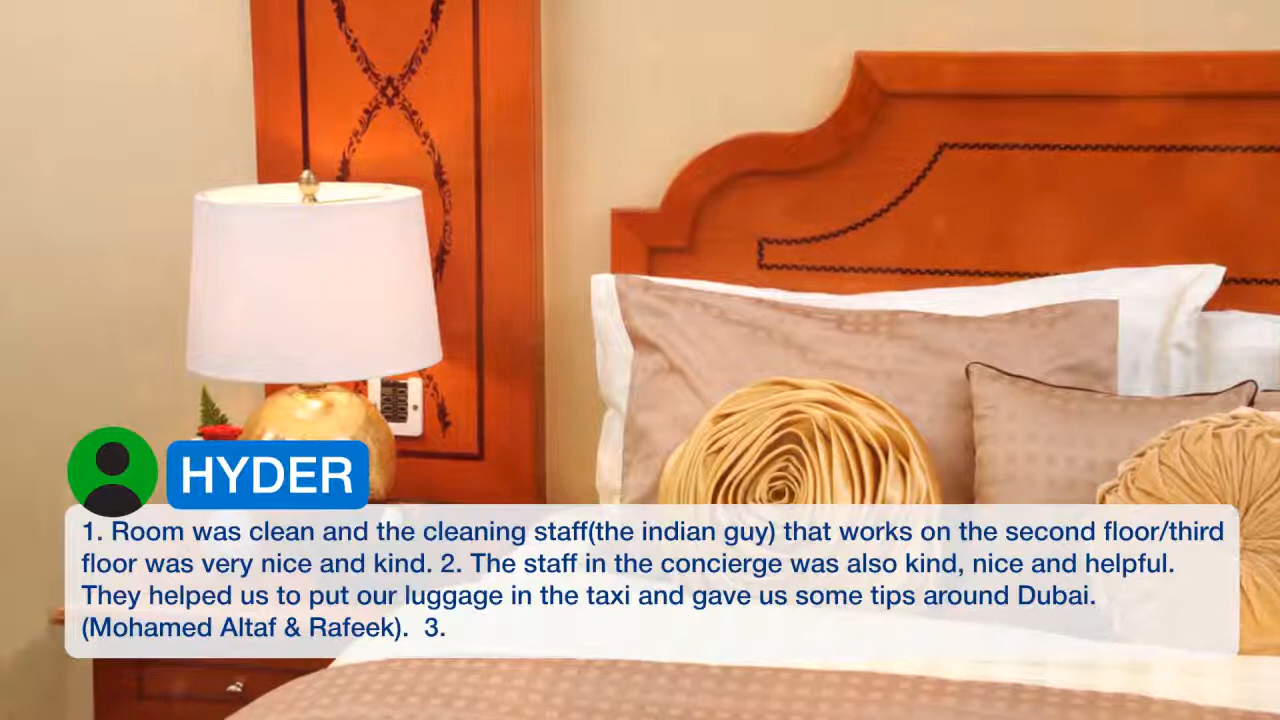 HYDER
1. Room was clean and the cleaning staff(the indian guy) that works on the second floor/third
floor was very nice and kind. 2. The staff in the concierge was also kind, nice and helpful.
They helped us to put our luggage in the taxi and gave us some tips around Dubai.
(Mohamed Altaf & Rafeek).  3.